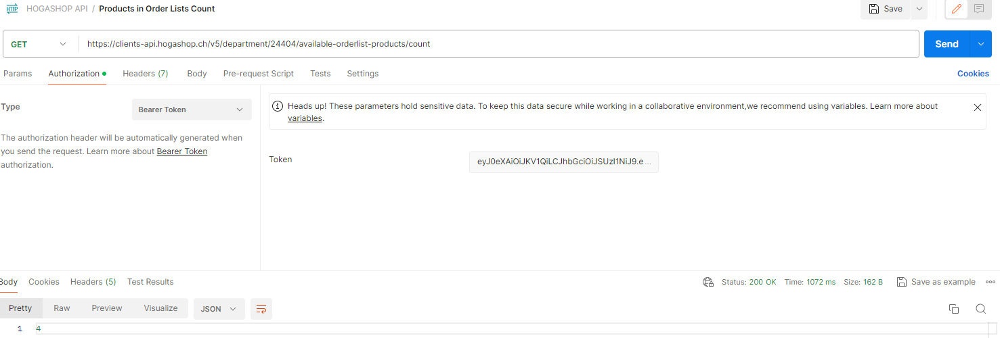 HTTP HOGASHOP API / Products in Order Lists Count Save
GET https://clients-api.hogashop.ch/v5/department/24404/available-orderlist-products/count Send
Params Authorization Headers (7) Body Pre-request Script Tests Settings Cookies
Type Bearer Token
The authorization header will be automatically generated when
you send the request. Learn more about Bearer Token
authorization.
Heads up! These parameters hold sensitive data. To keep this data secure while working in a collaborative environment,we recommend using variables. Learn more about
variables.
Token eyJ0eXAiOiJKV1QiLCJhbGciOiJSUzI1NiJ9.e...
Body Cookies Headers (5) Test Results Status: 200 OK Time: 1072 ms Size: 162 B Save as example
Pretty Raw Preview Visualize JSON
1 4